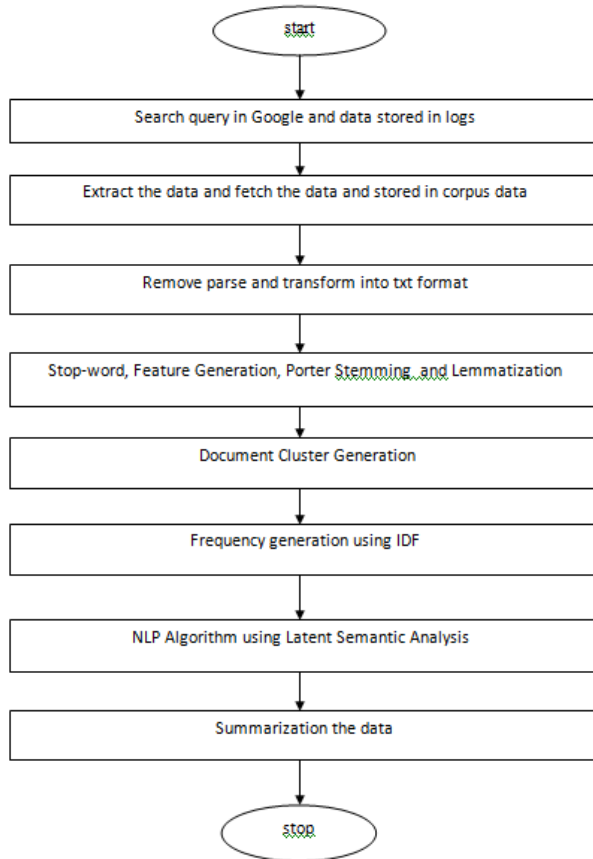 start
Search query in Google and data stored in logs
Extract the data and fetch the data and stored in corpus data
Remove parse and transform into txt format
Stop-word, Feature Generation, Porter Stemming and Lemmatization
Document Cluster Generation
Frequency generation using IDF
NLP Algorithm using Latent Semantic Analysis
Summarization the data
stop